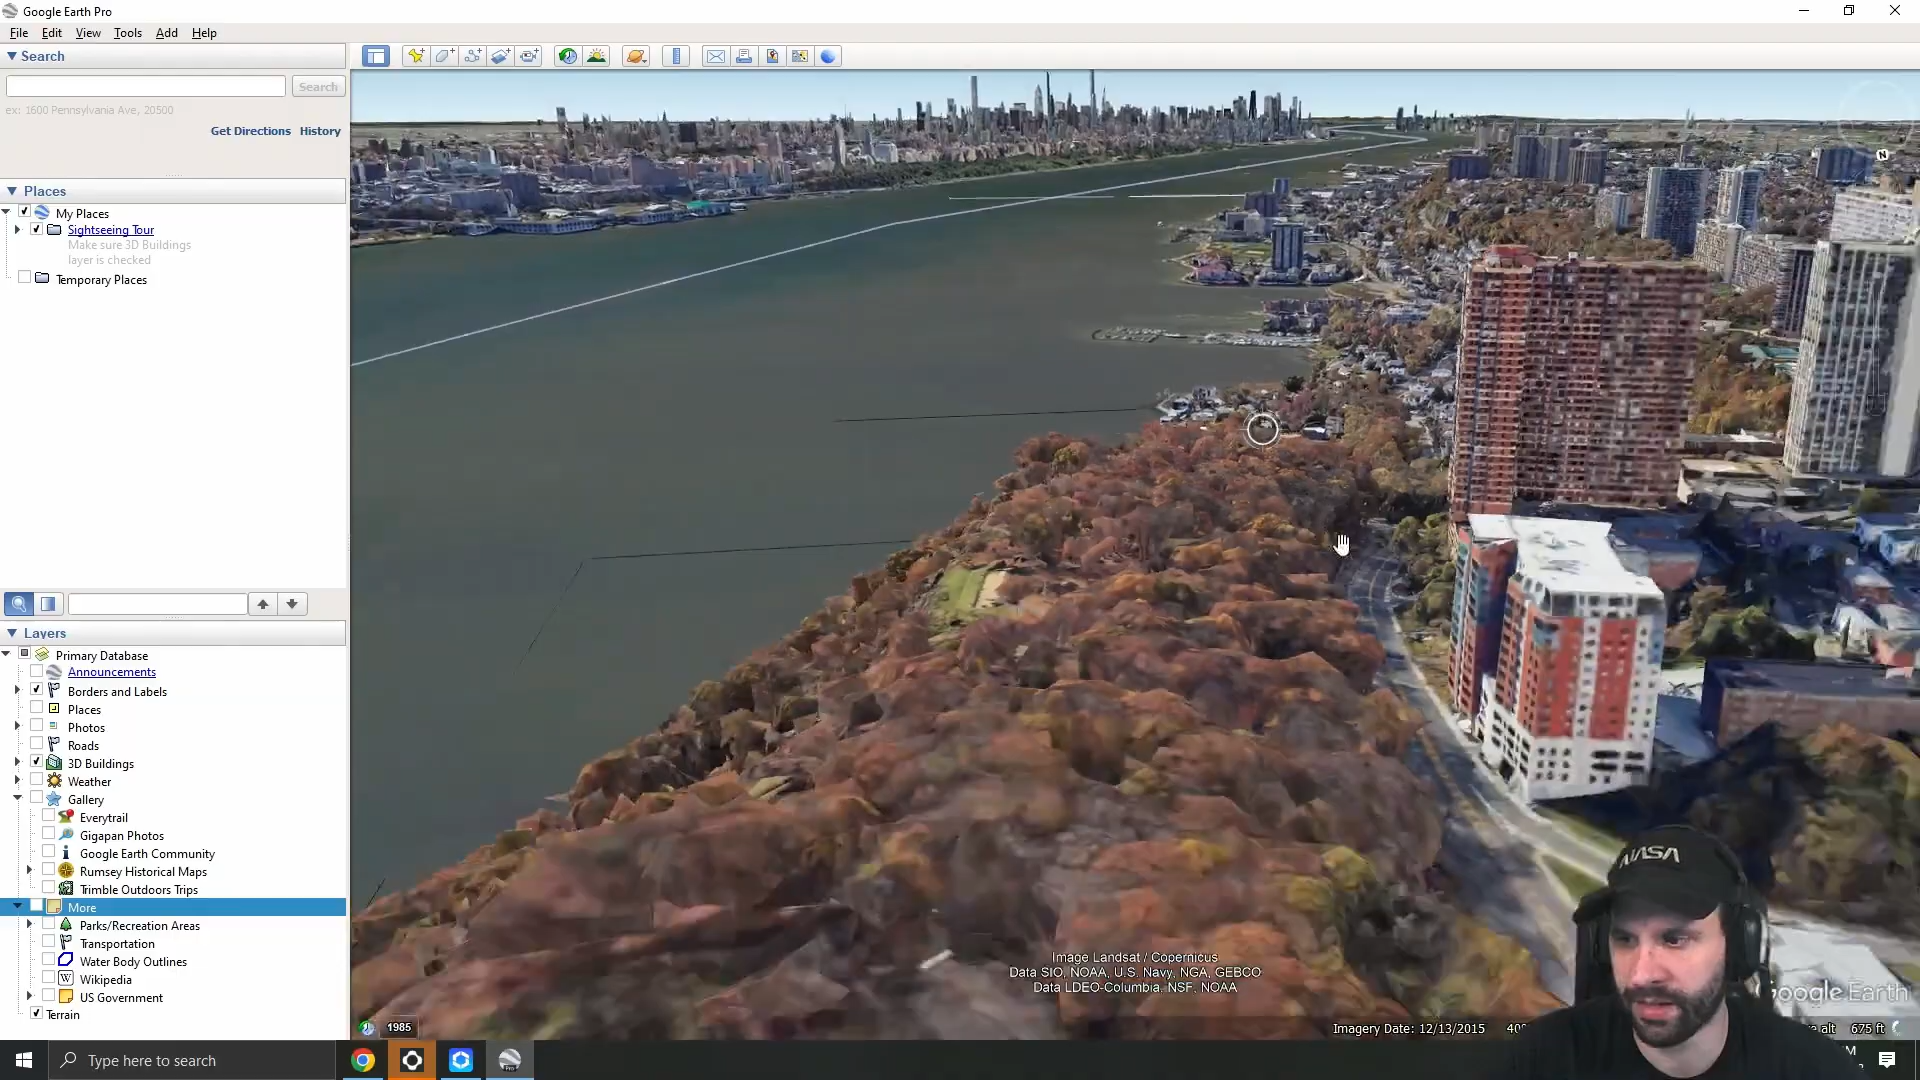 Google Earth Pro
File Edit View Tools Add Help
Search
Search
ex: 1600 Pennsylvania Ave, 20500
Get Directions History
Places
My Places
Sightseeing Tour
Make sure 3D Buildings
layer is checked
Temporary Places
Layers
Primary Database
Announcements
Borders and Labels
Places
Photos
Roads
3D Buildings
Weather
Gallery
Everytrail
Gigapan Photos
Google Earth Community
Rumsey Historical Maps
Trimble Outdoors Trips
More
Parks/Recreation Areas
Transportation
Water Body Outlines
Wikipedia
US Government
Terrain
N
NASA
Image Landsat / Copernicus
Data SIO, NOAA, U.S. Navy, NGA, GEBCO
Data LDEO-Columbia, NSF, NOAA
Google Earth
1985
Imagery Date: 12/13/2015
alt 675 ft
Type here to search